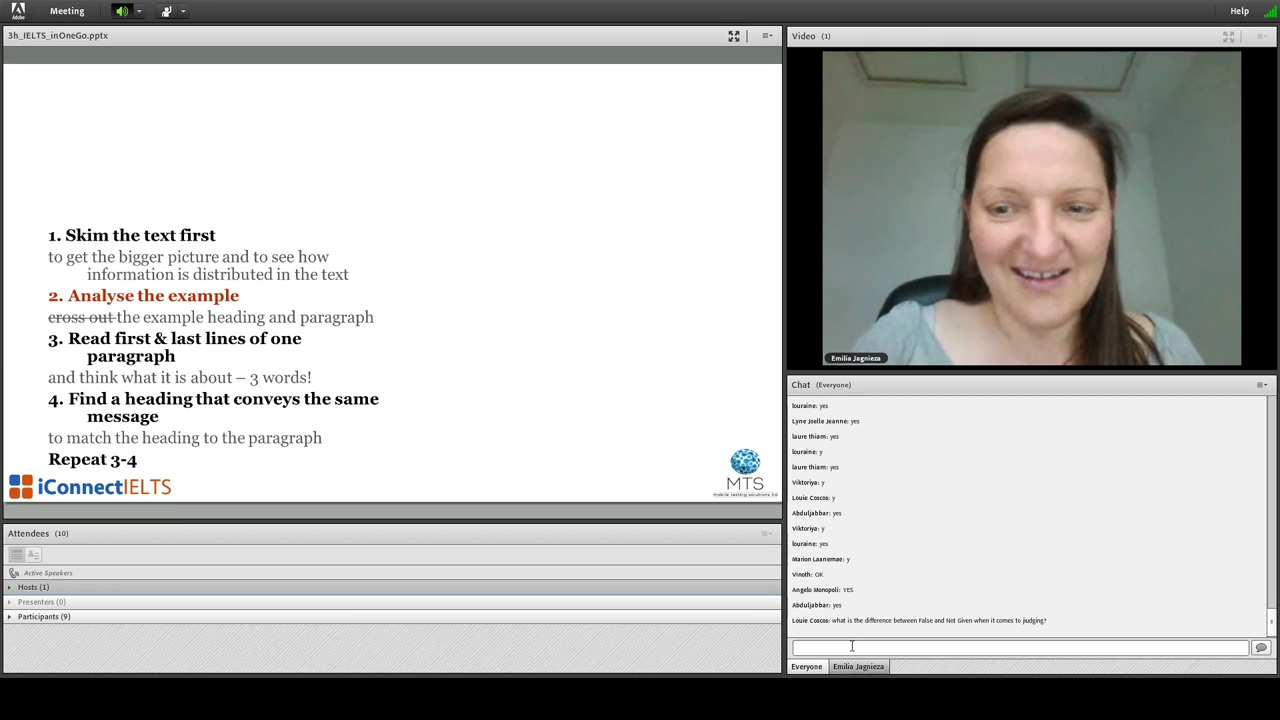 Meeting
Help
3h_IELTS_inOneGo.pptx
1. Skim the text first
to get the bigger picture and to see how
information is distributed in the text
2. Analyse the example
cross out the example heading and paragraph
3. Read first & last lines of one
paragraph
and think what it is about – 3 words!
4. Find a heading that conveys the same
message
to match the heading to the paragraph
Repeat 3-4
iConnectIELTS
MTS
mobile testing solutions ltd
Attendees (10)
Active Speakers
Hosts (1)
Presenters (0)
Participants (9)
Video (1)
Emilia Jagnieza
Chat (Everyone)
louraine: yes
Lyne Joelle Jeanne: yes
laure thiam: yes
louraine: y
laure thiam: yes
Viktoriya: y
Louie Coscos: y
Abduljabbar: yes
Viktoriya: y
louraine: yes
Marion Laanemae: y
Vinoth: OK
Angelo Monopoli: YES
Abduljabbar: yes
Louie Coscos: what is the difference between False and Not Given when it comes to jiudging?
Everyone
Emilia Jagnieza